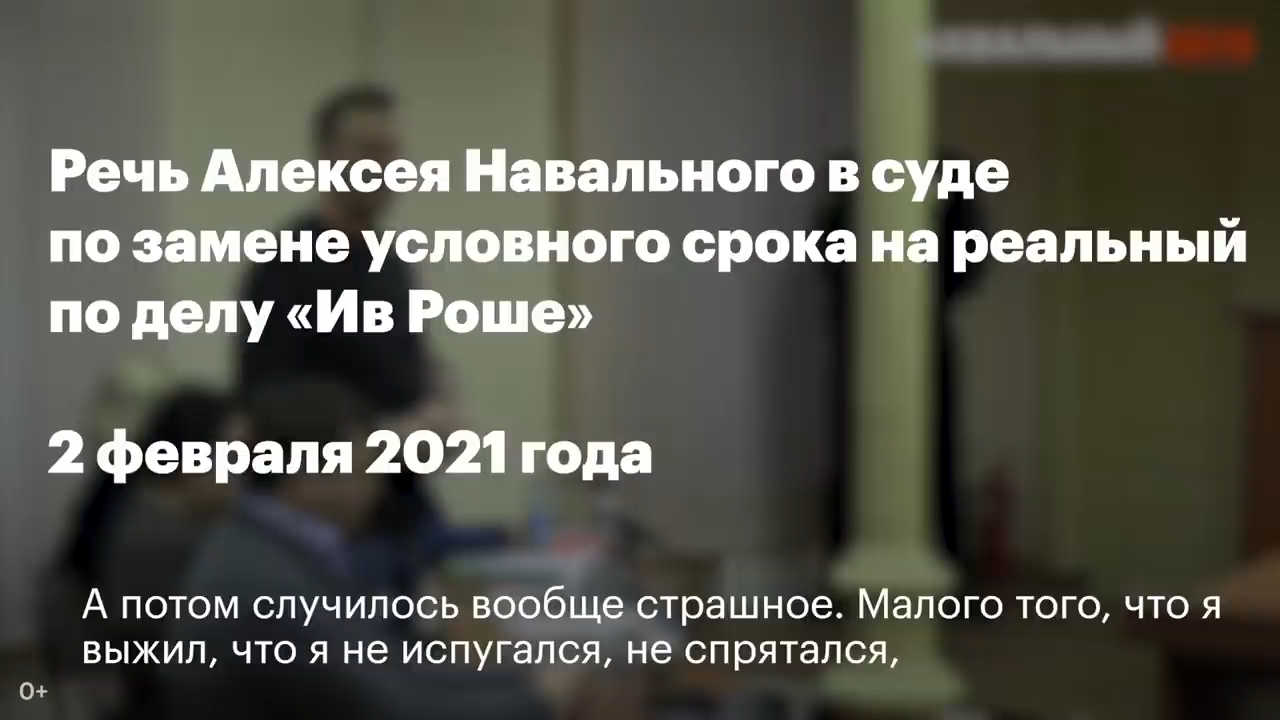 Речь Алексея Навального в суде
по замене условного срока на реальный
по делу «Ив Роше»
2 февраля 2021 года
А потом случилось вообще страшное. Малого того, что я
выжил, что я не испугался, не спрятался,
0+